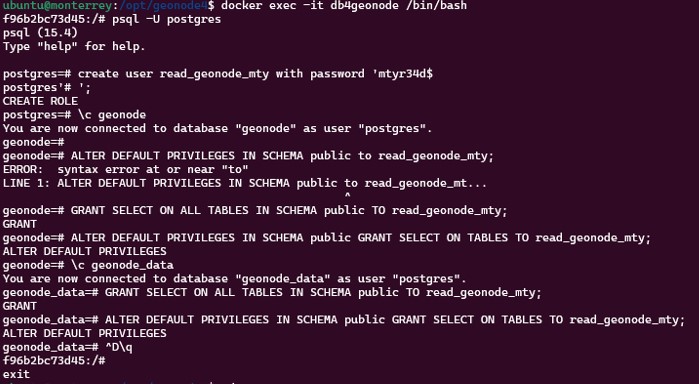 ubuntu@monterrey:/opt/geonode4$ docker exec -it db4geonode /bin/bash
f96b2bc73d45:/# psql -U postgres
psql (15.4)
Type "help" for help.
postgres=# create user read_geonode_mty with password 'mtyr34d$
postgres'# ';
CREATE ROLE
postgres=# \c geonode
You are now connected to database "geonode" as user "postgres".
geonode=#
geonode=# ALTER DEFAULT PRIVILEGES IN SCHEMA public to read_geonode_mty;
ERROR:  syntax error at or near "to"
LINE 1: ALTER DEFAULT PRIVILEGES IN SCHEMA public to read_geonode_mt...
^
geonode=# GRANT SELECT ON ALL TABLES IN SCHEMA public TO read_geonode_mty;
GRANT
geonode=# ALTER DEFAULT PRIVILEGES IN SCHEMA public GRANT SELECT ON TABLES TO read_geonode_mty;
ALTER DEFAULT PRIVILEGES
geonode=# \c geonode_data
You are now connected to database "geonode_data" as user "postgres".
geonode_data=# GRANT SELECT ON ALL TABLES IN SCHEMA public TO read_geonode_mty;
GRANT
geonode_data=# ALTER DEFAULT PRIVILEGES IN SCHEMA public GRANT SELECT ON TABLES TO read_geonode_mty;
ALTER DEFAULT PRIVILEGES
geonode_data=# ^D\q
f96b2bc73d45:/#
exit